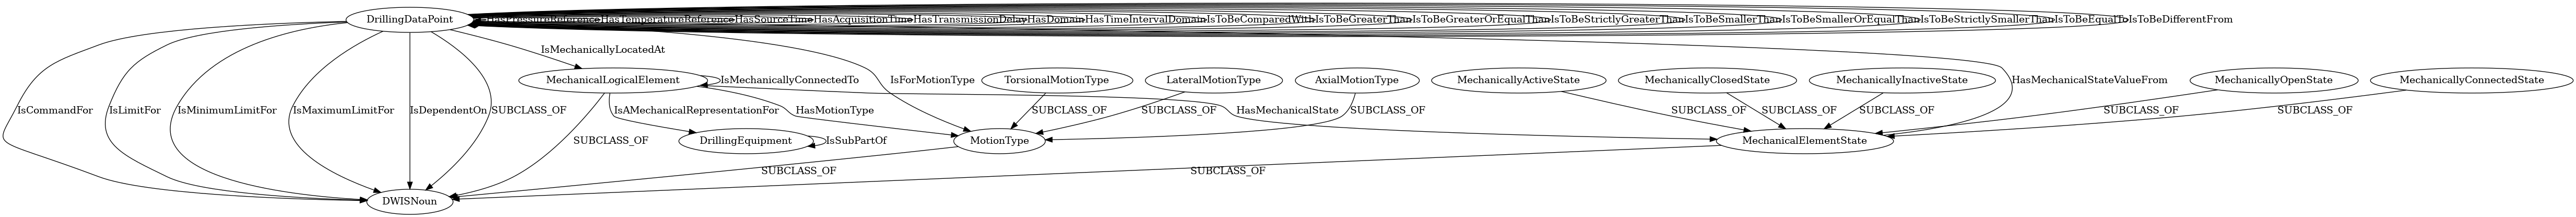 DrillingDataPoint
HasPressureReference
HasTemperatureReference
HasSourceTime
HasAcquisitionTime
HasTransmissionDelay
HasDomain
HasTimeIntervalDomain
IsToBeComparedWith
IsToBeGreaterThan
IsToBeGreaterOrEqualThan
IsToBeStrictlyGreaterThan
IsToBeSmallerThan
IsToBeSmallerOrEqualThan
IsToBeStrictlySmallerThan
IsToBeEqualTo
IsToBeDifferentFrom
IsMechanicallyLocatedAt
MechanicalLogicalElement
IsMechanicallyConnectedTo
IsForMotionType
TorsionalMotionType
LateralMotionType
AxialMotionType
MechanicallyActiveState
MechanicallyClosedState
MechanicallyInactiveState
HasMechanicalStateValueFrom
MechanicallyOpenState
MechanicallyConnectedState
IsCommandFor
IsLimitFor
IsMinimumLimitFor
IsMaximumLimitFor
IsDependentOn
SUBCLASS_OF
IsAMechanicalRepresentationFor
HasMotionType
SUBCLASS_OF
SUBCLASS_OF
HasMechanicalState
SUBCLASS_OF
SUBCLASS_OF
SUBCLASS_OF
SUBCLASS_OF
SUBCLASS_OF
SUBCLASS_OF
SUBCLASS_OF
DrillingEquipment
IsSubPartOf
MotionType
MechanicalElementState
SUBCLASS_OF
SUBCLASS_OF
DWISNoun